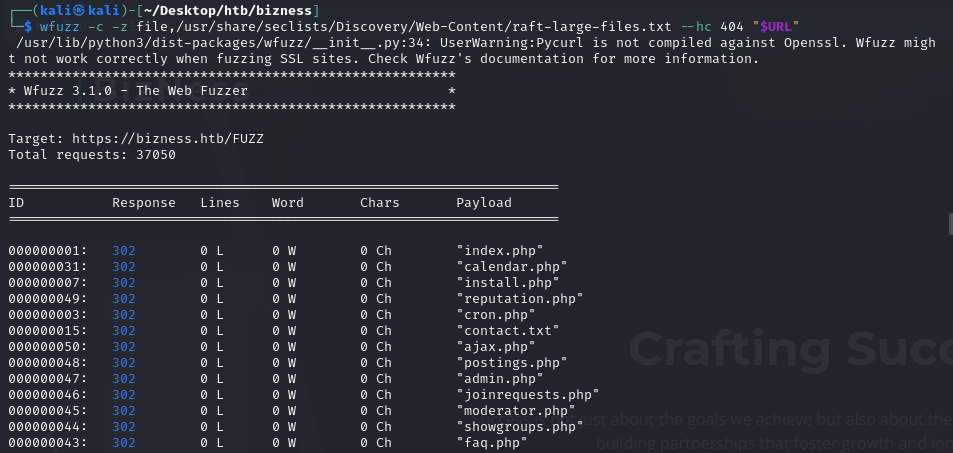 ┌──(kali㉿kali)-[~/Desktop/htb/bizness]
└─$ wfuzz -c -z file,/usr/share/seclists/Discovery/Web-Content/raft-large-files.txt --hc 404 "$URL"
/usr/lib/python3/dist-packages/wfuzz/__init__.py:34: UserWarning:Pycurl is not compiled against Openssl. Wfuzz migh
t not work correctly when fuzzing SSL sites. Check Wfuzz's documentation for more information.
********************************************************
* Wfuzz 3.1.0 - The Web Fuzzer                         *
********************************************************
BizNess
Target: https://bizness.htb/FUZZ
Total requests: 37050
=====================================================================
ID           Response   Lines    Word       Chars       Payload
=====================================================================
000000001:   302        0 L      0 W        0 Ch        "index.php"
000000031:   302        0 L      0 W        0 Ch        "calendar.php"
000000007:   302        0 L      0 W        0 Ch        "install.php"
000000049:   302        0 L      0 W        0 Ch        "reputation.php"
000000003:   302        0 L      0 W        0 Ch        "cron.php"
000000015:   302        0 L      0 W        0 Ch        "contact.txt"
000000050:   302        0 L      0 W        0 Ch        "ajax.php"
000000048:   302        0 L      0 W        0 Ch        "postings.php"
000000047:   302        0 L      0 W        0 Ch        "admin.php"
000000046:   302        0 L      0 W        0 Ch        "joinrequests.php"
000000045:   302        0 L      0 W        0 Ch        "moderator.php"
000000044:   302        0 L      0 W        0 Ch        "showgroups.php"
000000043:   302        0 L      0 W        0 Ch        "faq.php"
Crafting Succ
just about the goals we achieve but also about the
building partnerships that foster growth and inn